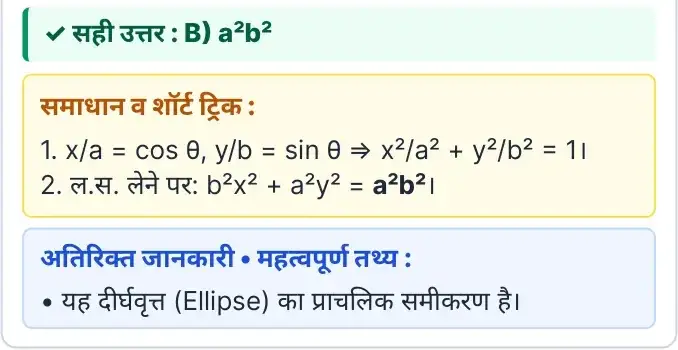 ✓ सही उत्तर : B) a²b²
समाधान व शॉर्ट ट्रिक :
1. x/a = cos θ, y/b = sin θ ⇒ x²/a² + y²/b² = 1।
2. ल.स. लेने पर: b²x² + a²y² = a²b²।
अतिरिक्त जानकारी • महत्वपूर्ण तथ्य :
• यह दीर्घवृत्त (Ellipse) का प्राचलिक समीकरण है।